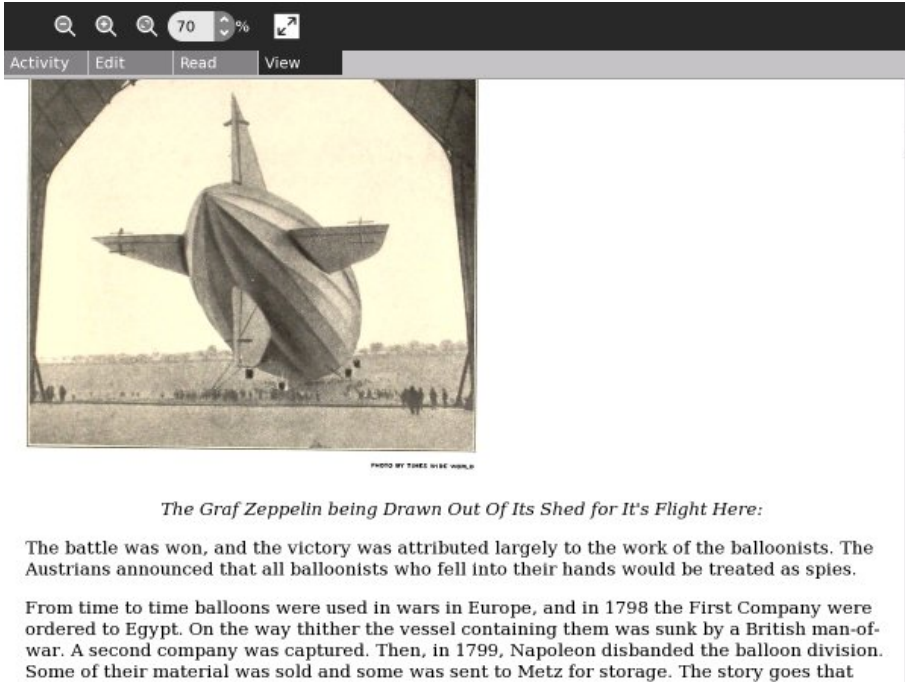 70 %
Activity Edit Read View
PHOTO BY TIMES WIDE WORLD
The Graf Zeppelin being Drawn Out Of Its Shed for It's Flight Here:
The battle was won, and the victory was attributed largely to the work of the balloonists. The
Austrians announced that all balloonists who fell into their hands would be treated as spies.
From time to time balloons were used in wars in Europe, and in 1798 the First Company were
ordered to Egypt. On the way thither the vessel containing them was sunk by a British man-of-
war. A second company was captured. Then, in 1799, Napoleon disbanded the balloon division.
Some of their material was sold and some was sent to Metz for storage. The story goes that